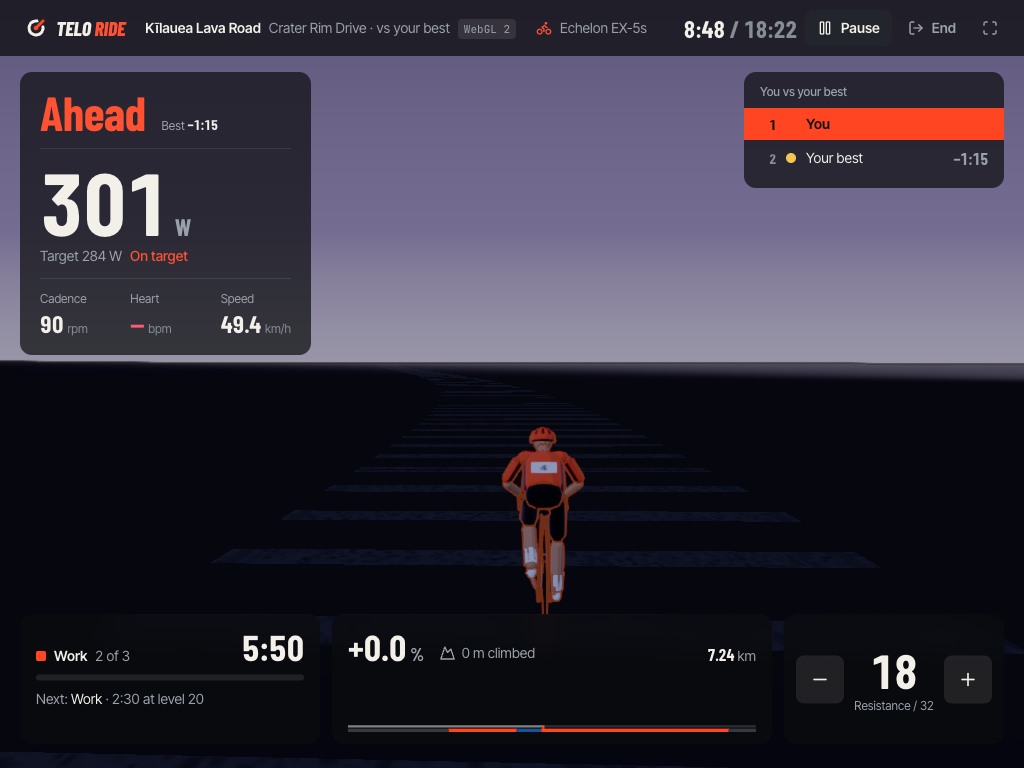 TELO RIDE Kīlauea Lava Road Crater Rim Drive · vs your best WebGL 2 Echelon EX-5s 8:48 / 18:22 Pause End
Ahead Best −1:15
301 W
Target 284 W On target
Cadence Heart Speed
90 rpm – bpm 49.4 km/h
You vs your best
1 You
2 Your best −1:15
4
Work 2 of 3 5:50
Next: Work · 2:30 at level 20
+0.0 % 0 m climbed 7.24 km
− 18 +
Resistance / 32